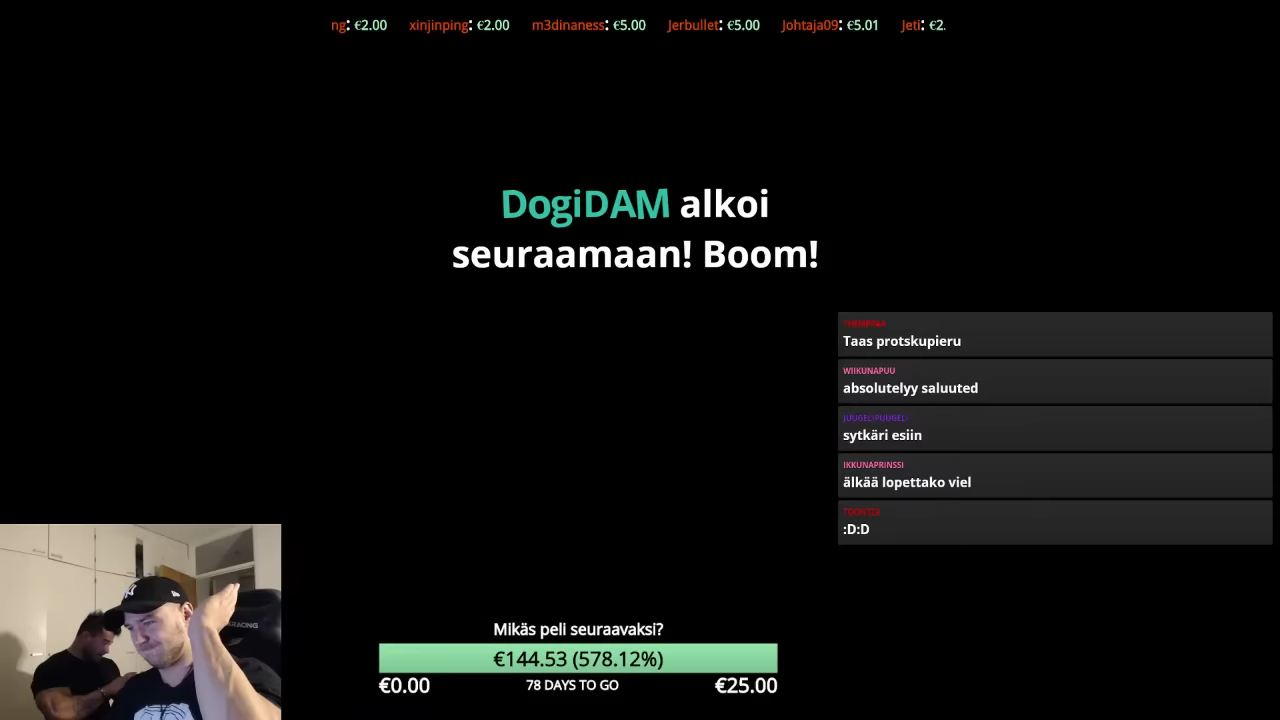 ng: €2.00 xinjinping: €2.00 m3dinaness: €5.00 Jerbullet: €5.00 Johtaja09: €5.01 Jeti: €2.
DogiDAM alkoi
seuraamaan! Boom!
Taas protskupieru
WIIKUNAPUU
absolutelyy saluuted
sytkäri esiin
IKKUNAPRINSSI
älkää lopettako viel
:D:D
Mikäs peli seuraavaksi?
€144.53 (578.12%)
€0.00 78 DAYS TO GO €25.00